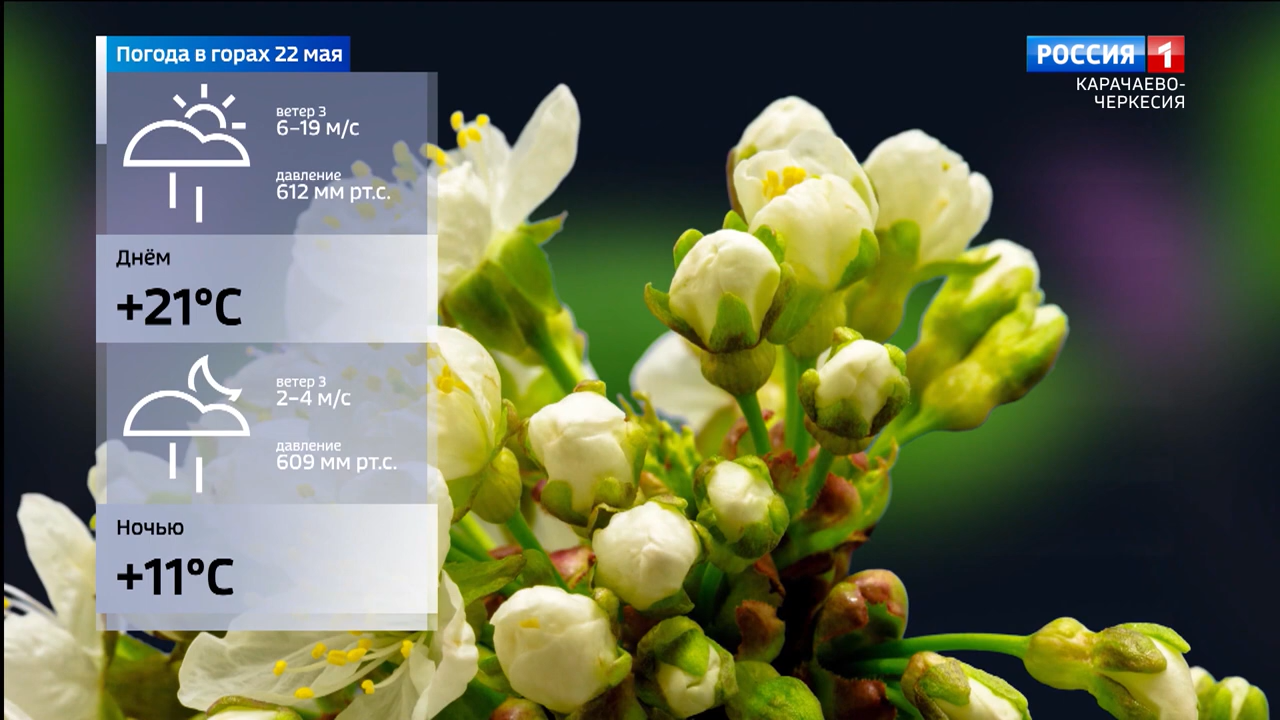 Погода в горах 22 мая
РОССИЯ 1
КАРАЧАЕВО-
ЧЕРКЕСИЯ
ветер З
6–19 м/с
давление
612 мм рт.с.
Днём
+21°C
ветер З
2–4 м/с
давление
609 мм рт.с.
Ночью
+11°C